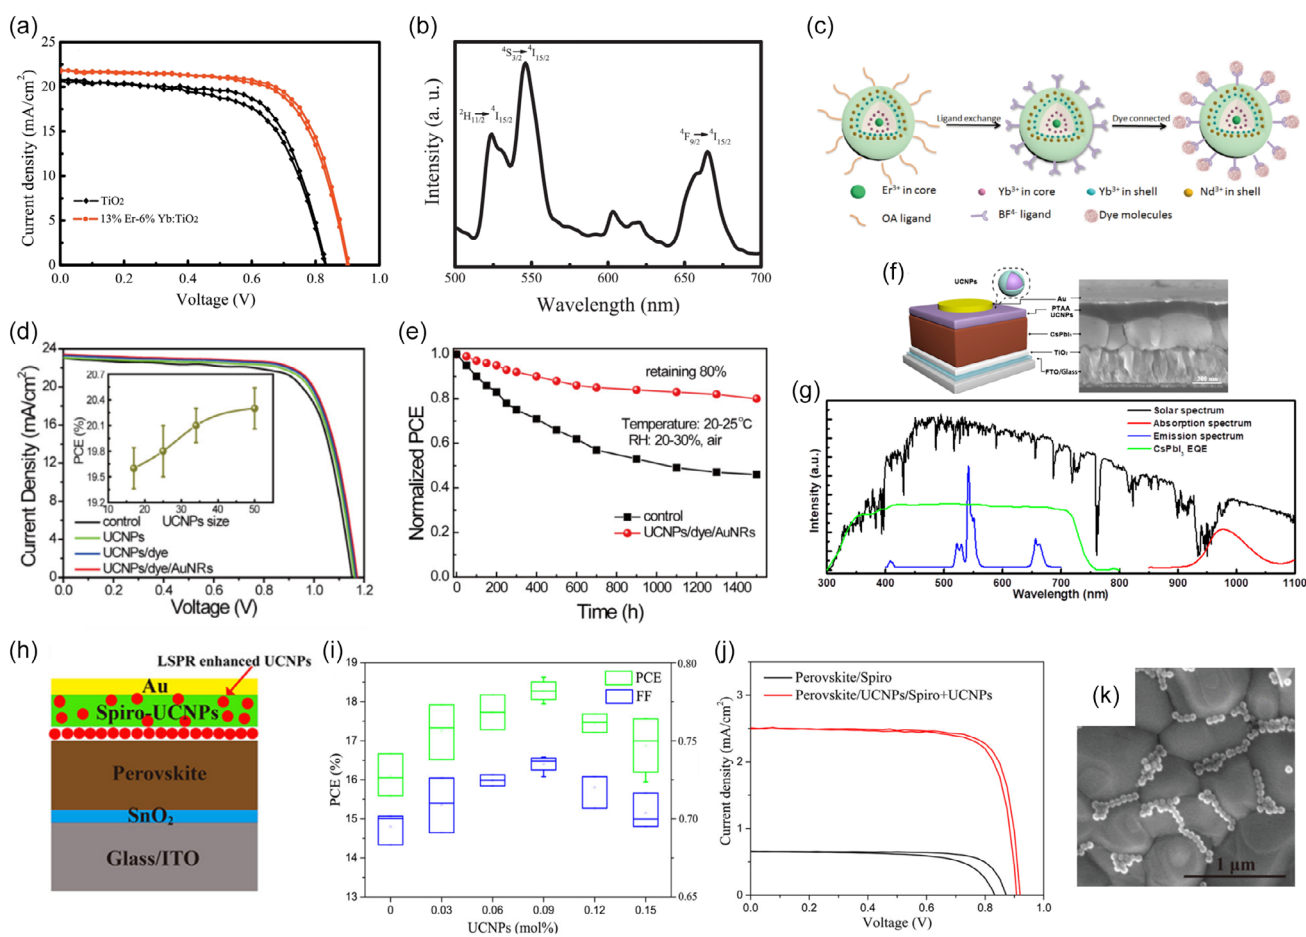 (a)
25
20
15
10
5
0
Current density (mA/cm²)
TiO₂
13% Er-6% Yb:TiO₂
0.0 0.2 0.4 0.6 0.8 1.0
Voltage (V)
(b)
Intensity (a. u.)
⁴S₃/₂→⁴I₁₅/₂
²H₁₁/₂→⁴I₁₅/₂
⁴F₉/₂→⁴I₁₅/₂
500 550 600 650 700
Wavelength (nm)
(c)
Ligand exchange
Dye connected
Er³⁺ in core
Yb³⁺ in core
Yb³⁺ in shell
Nd³⁺ in shell
OA ligand
BF⁴⁻ ligand
Dye molecules
(d)
24
21
18
15
12
9
6
3
0
Current Density (mA/cm²)
20.7
20.4
20.1
19.8
19.5
19.2
PCE (%)
10 20 30 40 50 60
UCNPs size
control
UCNPs
UCNPs/dye
UCNPs/dye/AuNRs
0.0 0.2 0.4 0.6 0.8 1.0 1.2
Voltage (V)
(e)
1.0
0.8
0.6
0.4
0.2
0.0
Normalized PCE
retaining 80%
Temperature: 20-25°C
RH: 20-30%, air
control
UCNPs/dye/AuNRs
0 200 400 600 800 1000 1200 1400
Time (h)
(f)
UCNPs
Au
PTAA
UCNPs
CsPbI₃
TiO₂
FTO/Glass
200 nm
(g)
Intensity (a.u.)
Solar spectrum
Absorption spectrum
Emission spectrum
CsPbI₃ EQE
300 400 500 600 700 800 900 1000 1100
Wavelength (nm)
(h)
LSPR enhanced UCNPs
Au
Spiro-UCNPs
Perovskite
SnO₂
Glass/ITO
(i)
19
18
17
16
15
14
13
PCE (%)
PCE
FF
0.80
0.75
0.70
0.65
0 0.03 0.06 0.09 0.12 0.15
UCNPs (mol%)
(j)
3
2
1
0
Current density (mA/cm²)
Perovskite/Spiro
Perovskite/UCNPs/Spiro+UCNPs
0.0 0.2 0.4 0.6 0.8 1.0
Voltage (V)
(k)
1 μm